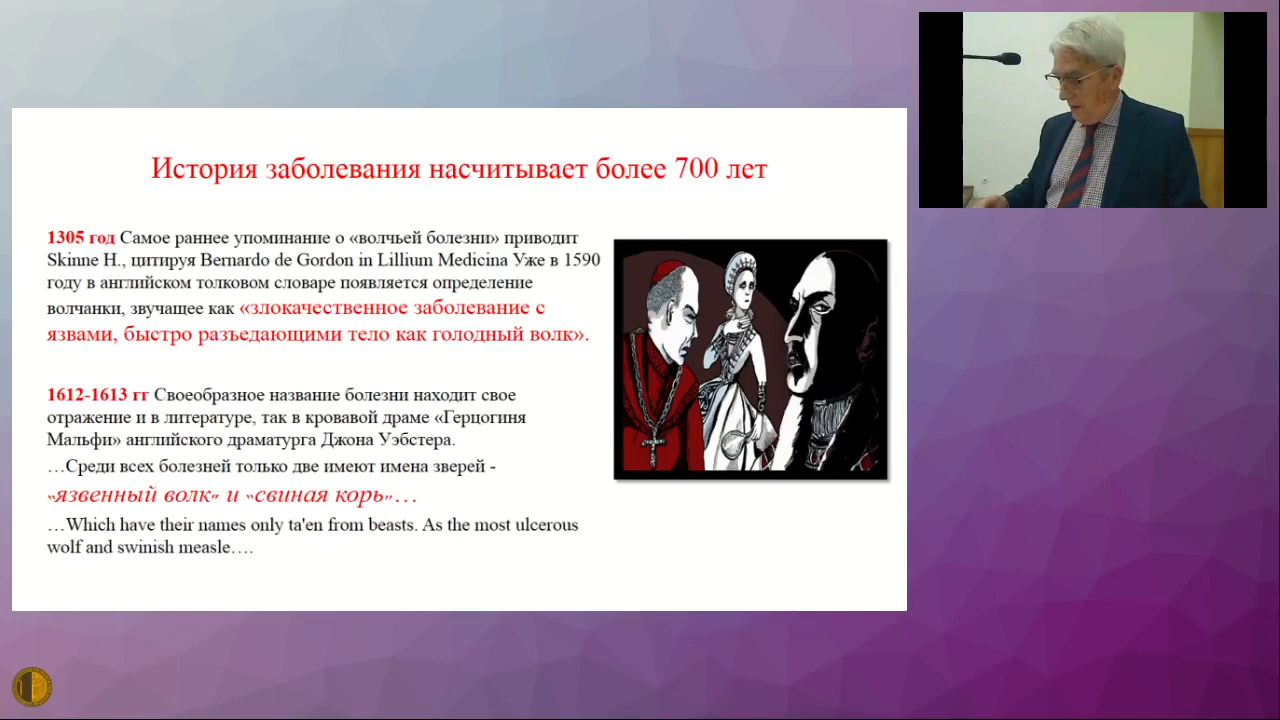 История заболевания насчитывает более 700 лет
1305 год Самое раннее упоминание о «волчьей болезни» приводит
Skinne H., цитируя Bernardo de Gordon in Lillium Medicina Уже в 1590
году в английском толковом словаре появляется определение
волчанки, звучащее как «злокачественное заболевание с
язвами, быстро разъедающими тело как голодный волк».
1612-1613 гг Своеобразное название болезни находит свое
отражение и в литературе, так в кровавой драме «Герцогиня
Мальфи» английского драматурга Джона Уэбстера.
…Среди всех болезней только две имеют имена зверей -
«язвенный волк» и «свиная корь»…
…Which have their names only ta'en from beasts. As the most ulcerous
wolf and swinish measle….